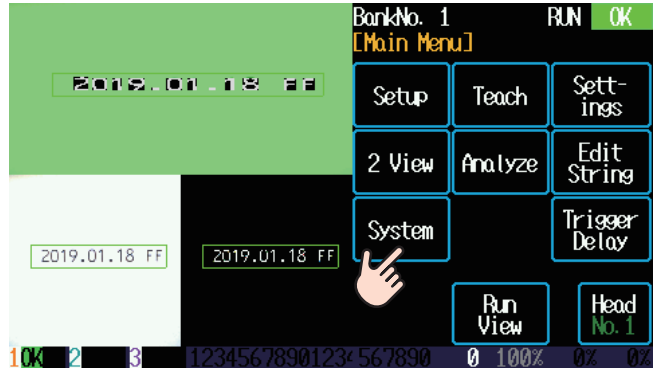 BankNo. 1 RUN OK
[Main Menu]
2019.01.18 FF
Setup Teach Sett-
ings
2 View Analyze Edit
String
System Trigger
Delay
2019.01.18 FF 2019.01.18 FF
Run
View Head
No.1
1OK 2 3 12345678901234567890 0 100% 0% 0%